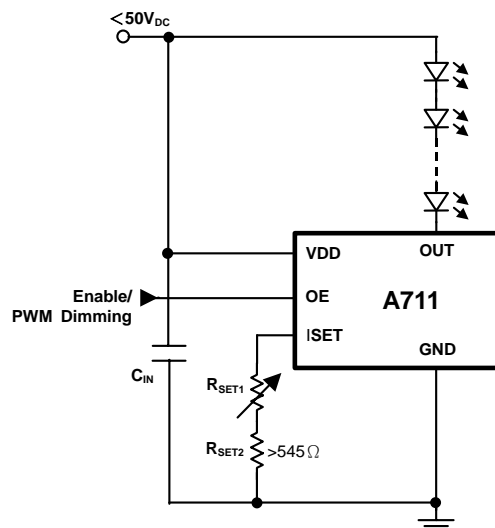 <50VDC
VDD
OUT
Enable/
PWM Dimming
OE
A711
ISET
GND
CIN
RSET1
RSET2
>545Ω